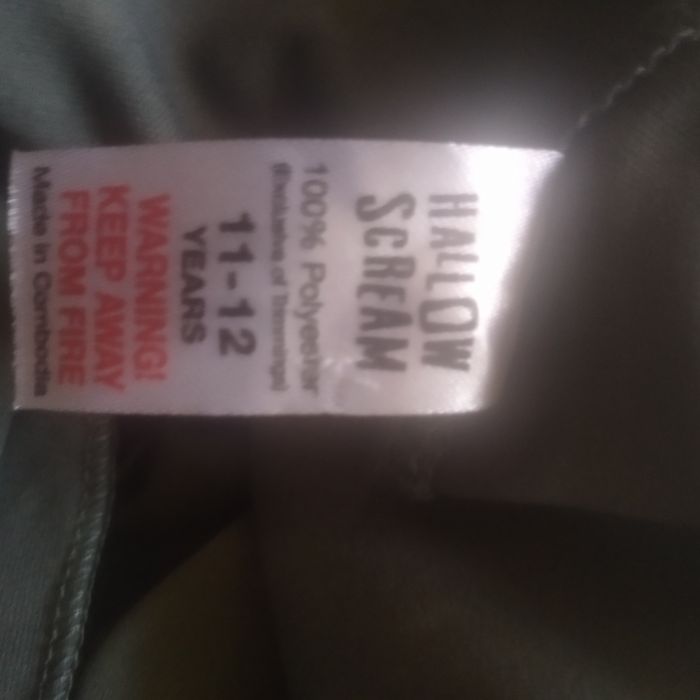 HALLOW
SCREAM
100% Polyester
(Exclusive of Trimmings)
11-12
YEARS
WARNING!
KEEP AWAY
FROM FIRE
Made in Cambodia